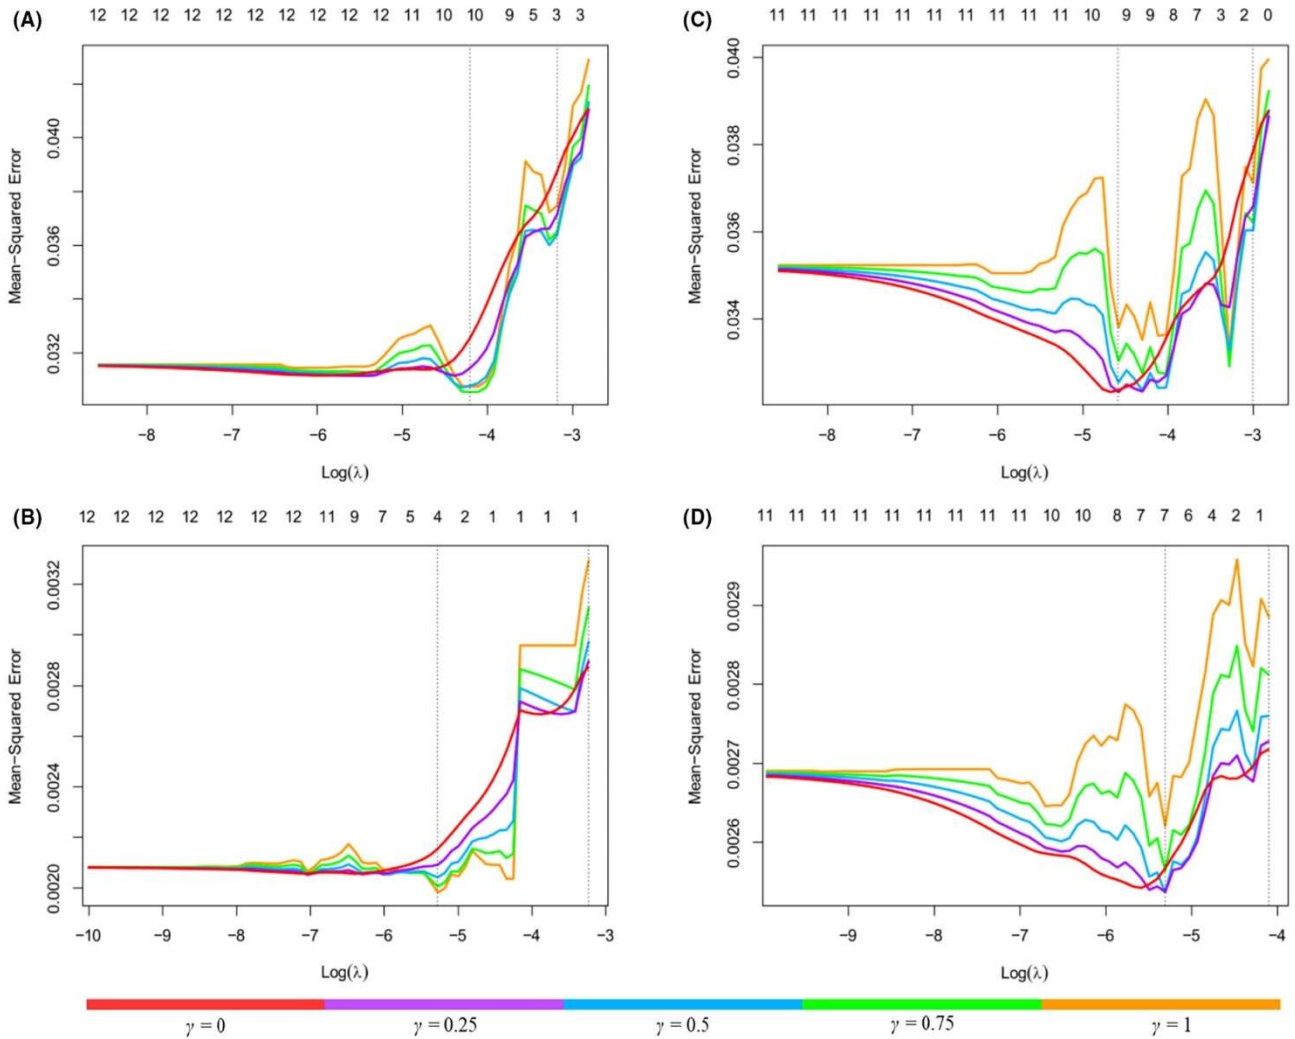 (A)
12 12 12 12 12 12 12 12 12 11 10 10 9 5 3 3
Mean-Squared Error
0.032 0.036 0.040
-8 -7 -6 -5 -4 -3
Log(λ)
(C)
11 11 11 11 11 11 11 11 11 11 10 9 9 8 7 3 2 0
Mean-Squared Error
0.034 0.036 0.038 0.040
-8 -7 -6 -5 -4 -3
Log(λ)
(B)
12 12 12 12 12 12 12 11 9 7 5 4 2 1 1 1 1
Mean-Squared Error
0.0020 0.0024 0.0028 0.0032
-10 -9 -8 -7 -6 -5 -4 -3
Log(λ)
(D)
11 11 11 11 11 11 11 11 11 10 10 8 7 7 6 4 2 1
Mean-Squared Error
0.0026 0.0027 0.0028 0.0029
-9 -8 -7 -6 -5 -4
Log(λ)
γ = 0 γ = 0.25 γ = 0.5 γ = 0.75 γ = 1